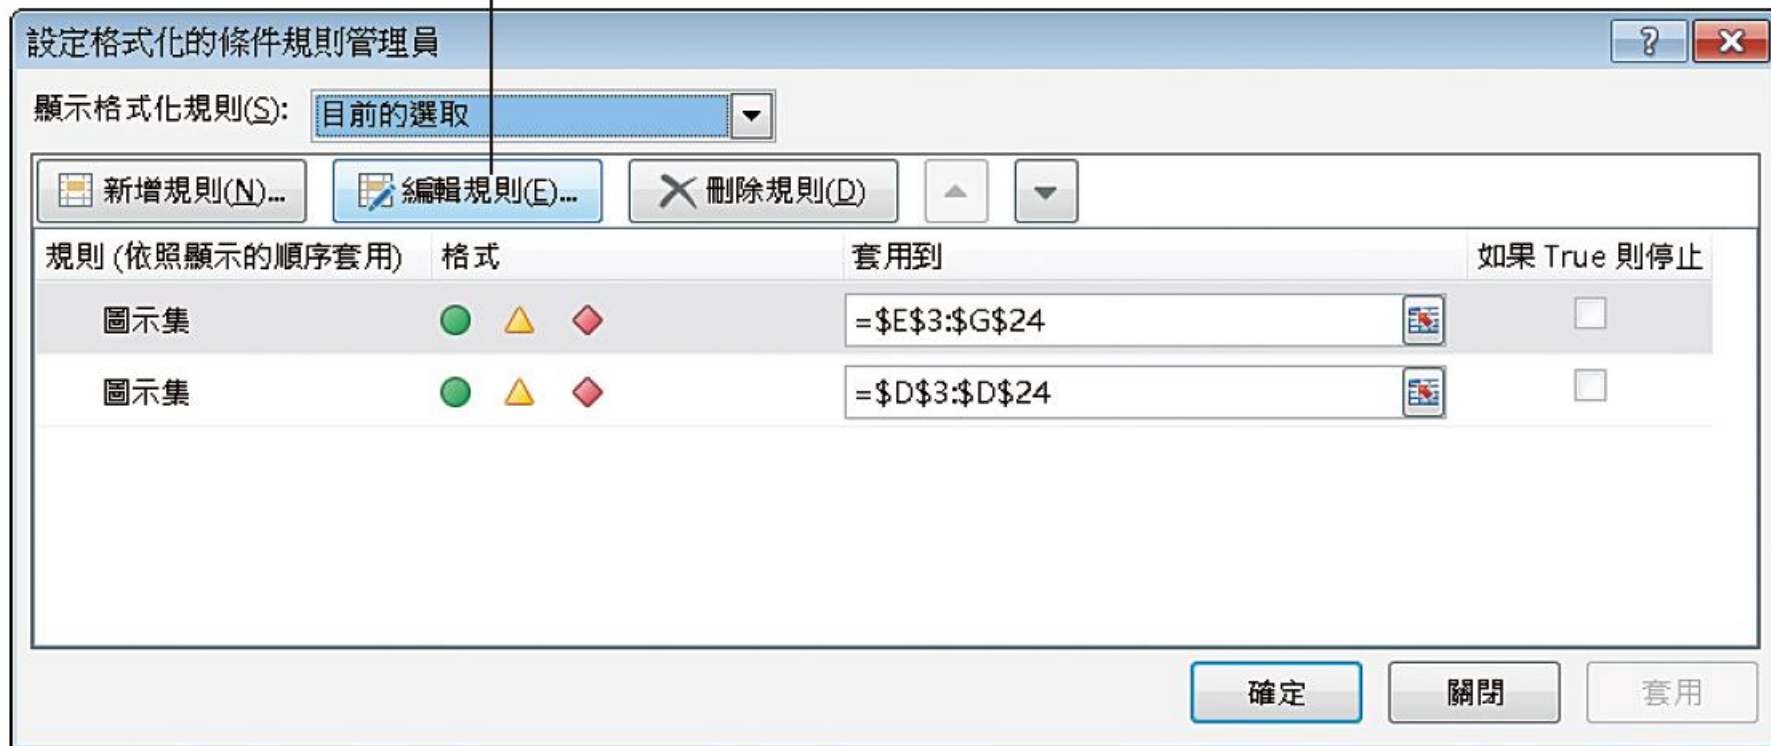 設定格式化的條件規則管理員
顯示格式化規則(S): 目前的選取
新增規則(N)... 編輯規則(E)... 刪除規則(D)
規則 (依照顯示的順序套用) 格式 套用到 如果 True 則停止
圖示集 =$E$3:$G$24
圖示集 =$D$3:$D$24
確定 關閉 套用